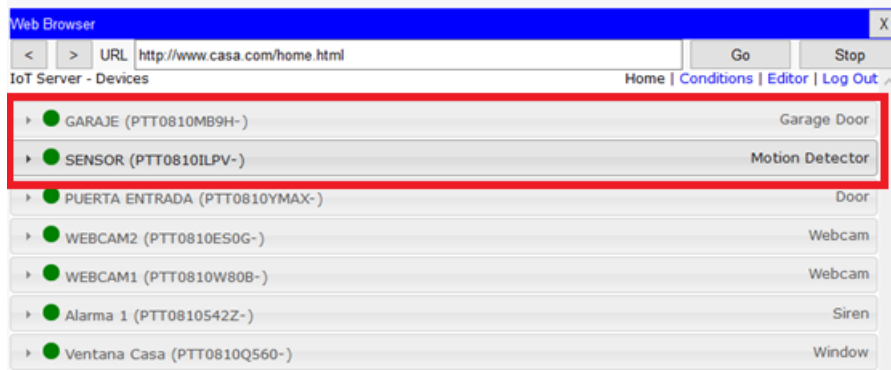 Web Browser X
< > URL http://www.casa.com/home.html Go Stop
IoT Server - Devices Home | Conditions | Editor | Log Out
GARAJE (PTT0810MB9H-) Garage Door
SENSOR (PTT0810ILPV-) Motion Detector
PUERTA ENTRADA (PTT0810YMAX-) Door
WEBCAM2 (PTT0810ES0G-) Webcam
WEBCAM1 (PTT0810W80B-) Webcam
Alarma 1 (PTT0810542Z-) Siren
Ventana Casa (PTT0810Q560-) Window